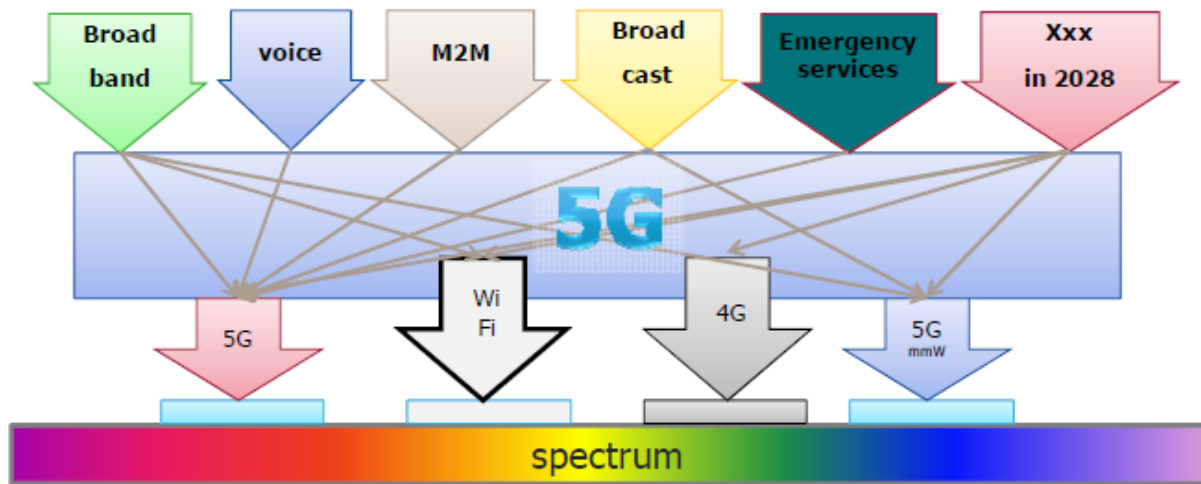 Broad
band
voice
M2M
Broad
cast
Emergency
services
Xxx
in 2028
5G
5G
Wi
Fi
4G
5G
mmW
spectrum